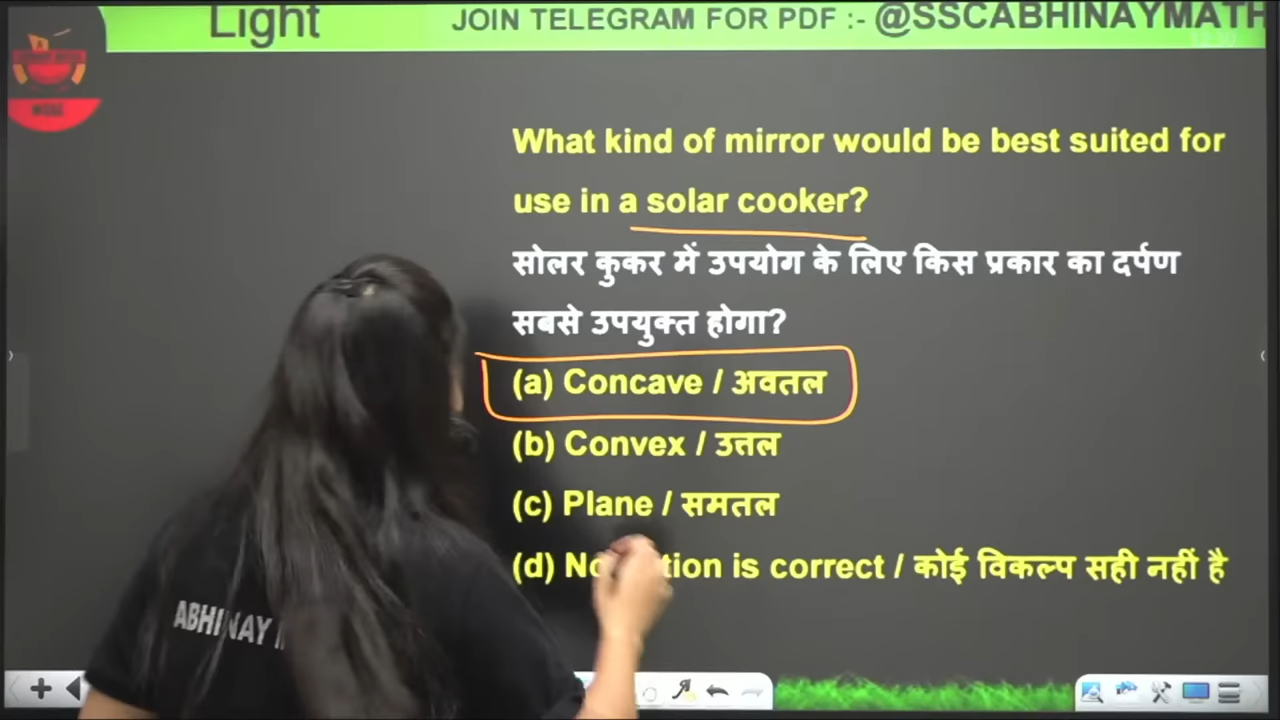 Light
JOIN TELEGRAM FOR PDF :- @SSCABHINAYMATH
What kind of mirror would be best suited for
use in a solar cooker?
सोलर कुकर में उपयोग के लिए किस प्रकार का दर्पण
सबसे उपयुक्त होगा?
(a) Concave / अवतल
(b) Convex / उत्तल
(c) Plane / समतल
(d) No tion is correct / कोई विकल्प सही नहीं है
ABHINAY